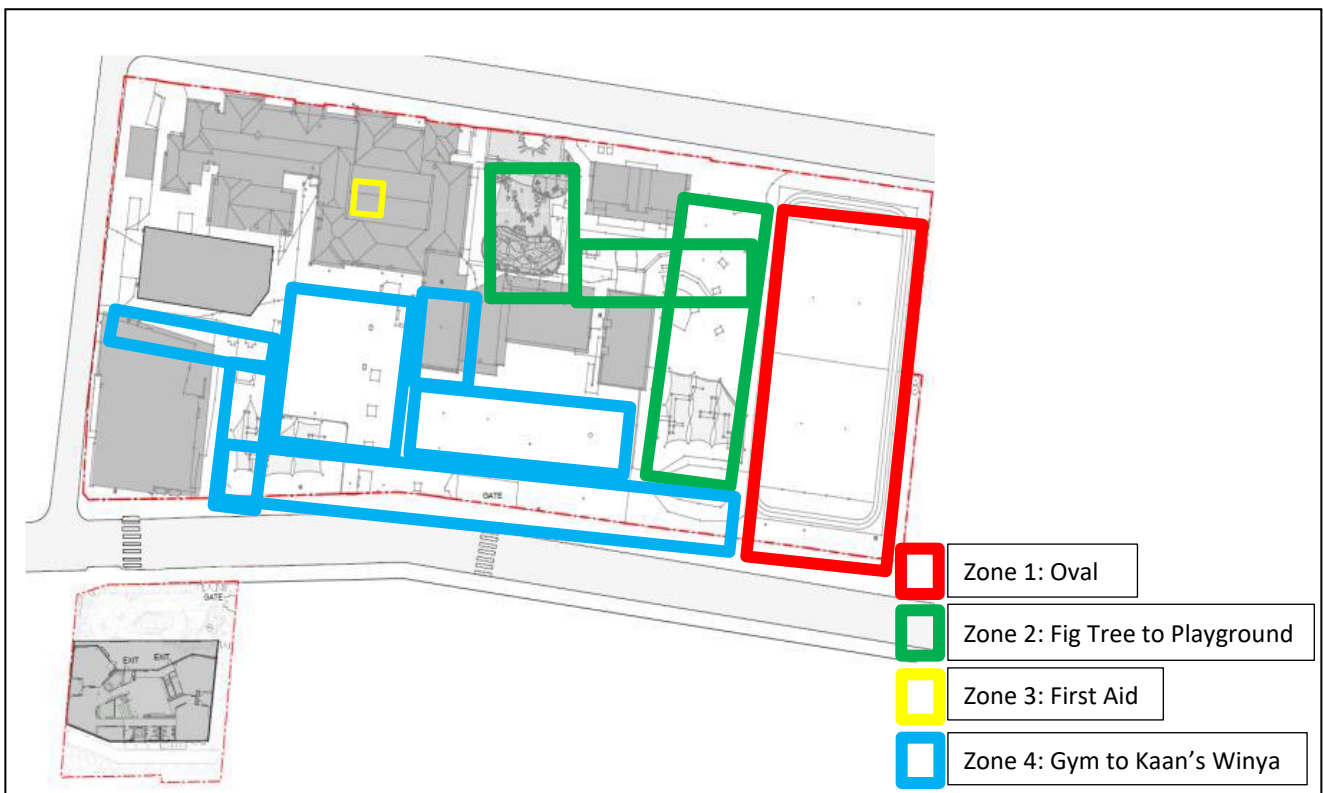 GATE
Zone 1: Oval
GATE
Zone 2: Fig Tree to Playground
EXIT
EXIT
Zone 3: First Aid
Zone 4: Gym to Kaan’s Winya